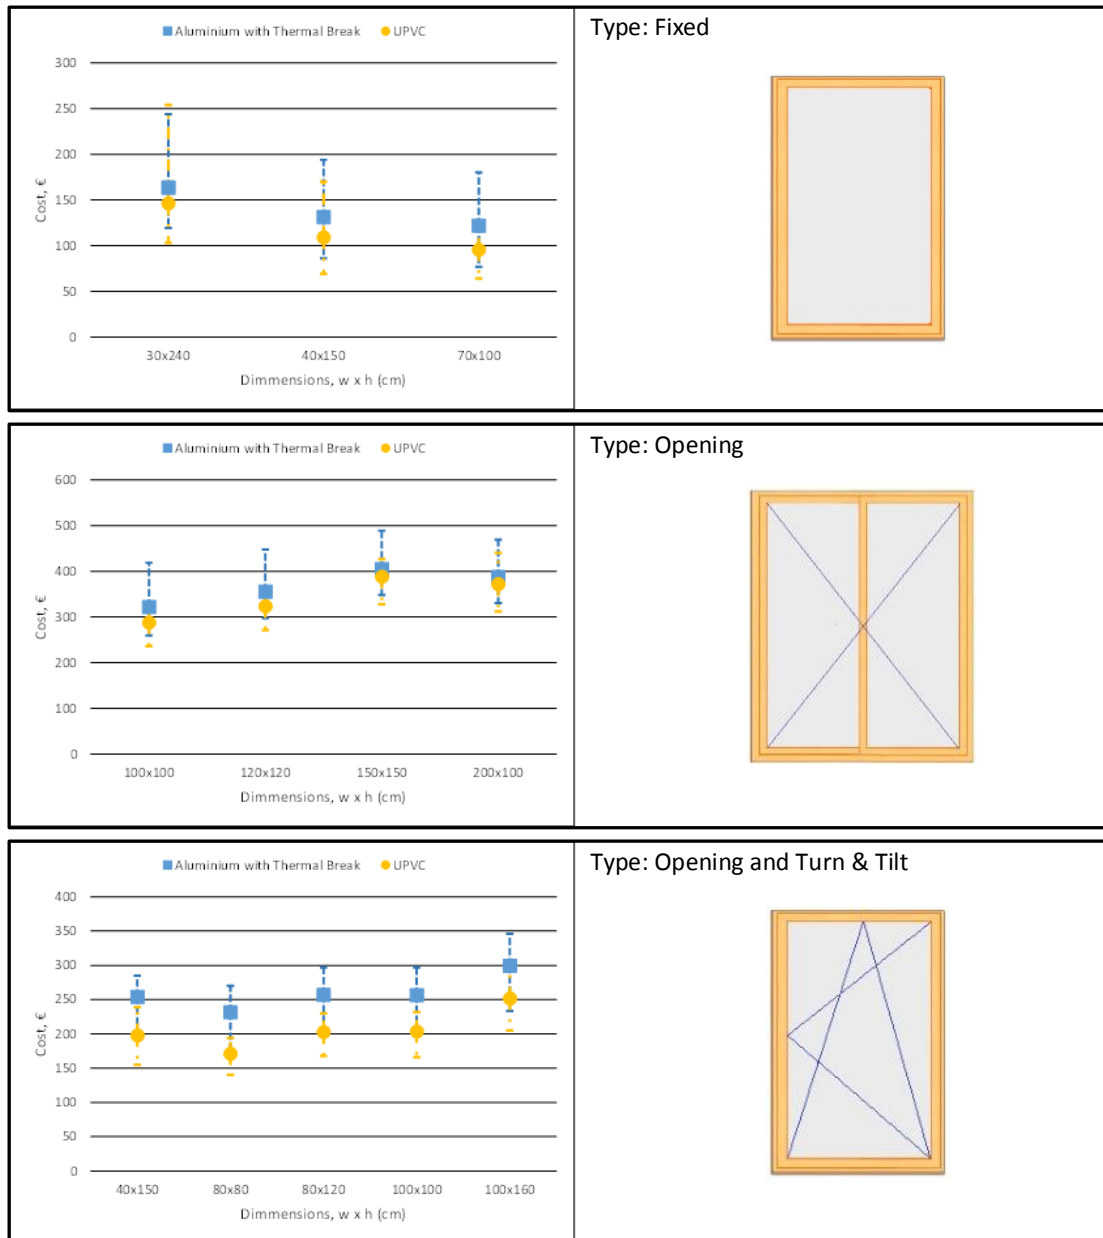 Aluminium with Thermal Break UPVC
Type: Fixed
300
250
200
150
100
50
0
Cost, €
30x240 40x150 70x100
Dimmensions, w x h (cm)
Aluminium with Thermal Break UPVC
Type: Opening
600
500
400
300
200
100
0
Cost, €
100x100 120x120 150x150 200x100
Dimmensions, w x h (cm)
Aluminium with Thermal Break UPVC
Type: Opening and Turn & Tilt
400
350
300
250
200
150
100
50
0
Cost, €
40x150 80x80 80x120 100x100 100x160
Dimmensions, w x h (cm)